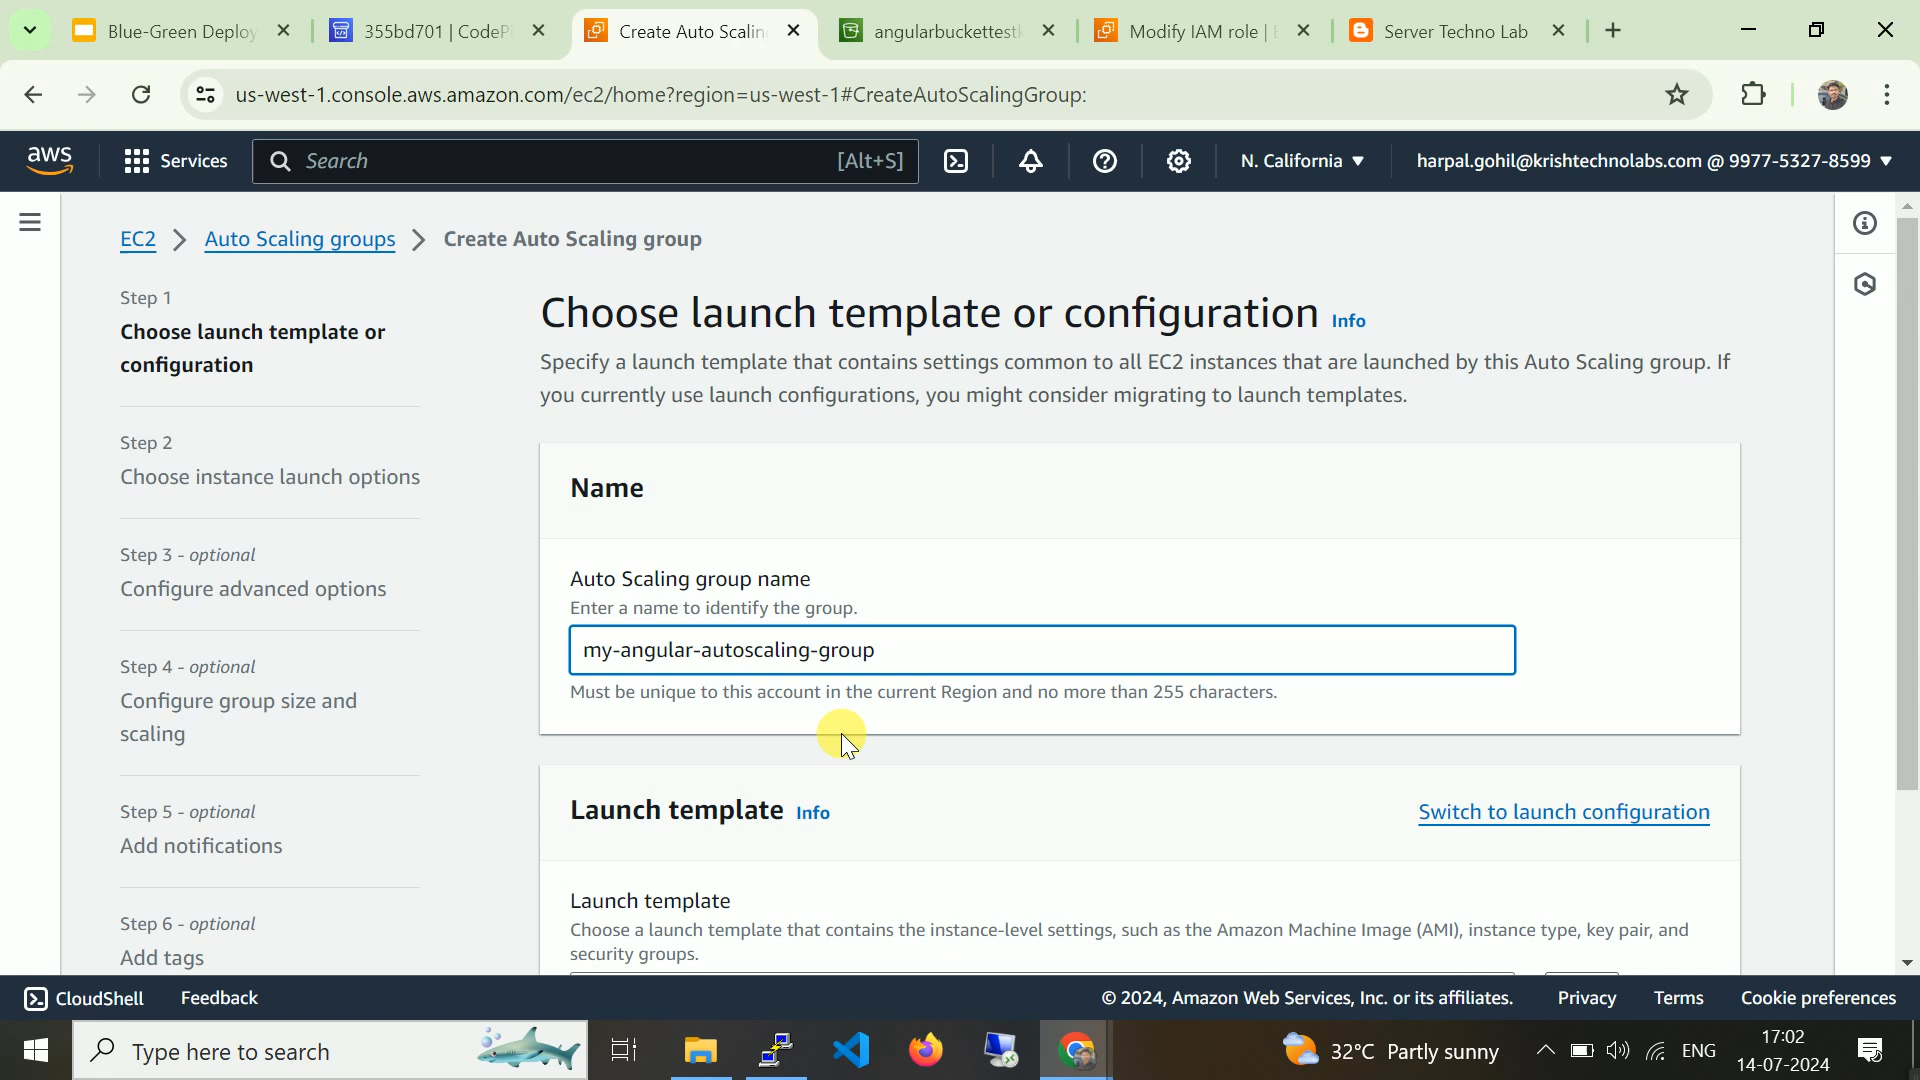 Blue-Green Deploy
355bd701 | CodePi
Create Auto Scaling
angularbuckettest
Modify IAM role |
Server Techno Lab
us-west-1.console.aws.amazon.com/ec2/home?region=us-west-1#CreateAutoScalingGroup:
aws
Services
Search
[Alt+S]
N. California
harpal.gohil@krishtechnolabs.com @ 9977-5327-8599
EC2
Auto Scaling groups
Create Auto Scaling group
Step 1
Choose launch template or
configuration
Step 2
Choose instance launch options
Step 3 - optional
Configure advanced options
Step 4 - optional
Configure group size and
scaling
Step 5 - optional
Add notifications
Step 6 - optional
Add tags
Choose launch template or configuration Info
Specify a launch template that contains settings common to all EC2 instances that are launched by this Auto Scaling group. If
you currently use launch configurations, you might consider migrating to launch templates.
Name
Auto Scaling group name
Enter a name to identify the group.
my-angular-autoscaling-group
Must be unique to this account in the current Region and no more than 255 characters.
Launch template Info
Switch to launch configuration
Launch template
Choose a launch template that contains the instance-level settings, such as the Amazon Machine Image (AMI), instance type, key pair, and
security groups.
CloudShell
Feedback
© 2024, Amazon Web Services, Inc. or its affiliates.
Privacy
Terms
Cookie preferences
Type here to search
32°C Partly sunny
ENG
17:02
14-07-2024